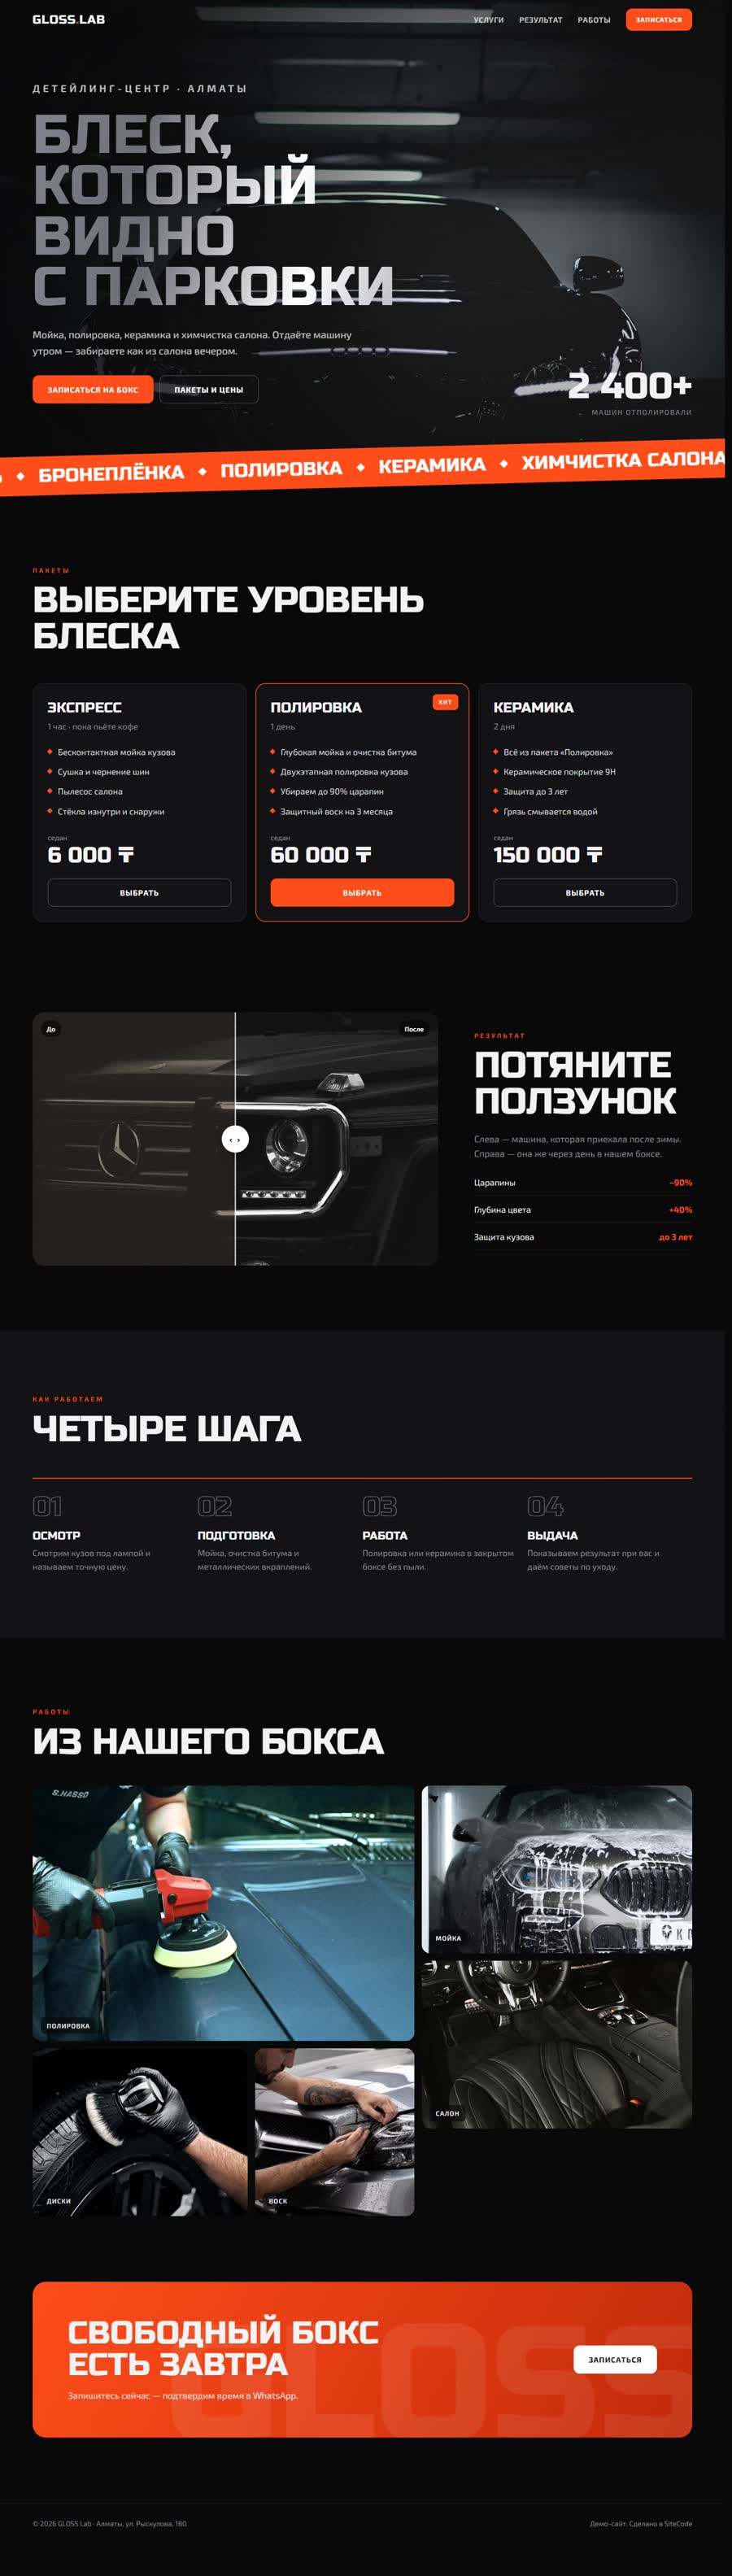 GLOSS.LAB
УСЛУГИ РЕЗУЛЬТАТ РАБОТЫ ЗАПИСАТЬСЯ
ДЕТЕЙЛИНГ-ЦЕНТР · АЛМАТЫ
БЛЕСК,
КОТОРЫЙ
ВИДНО
С ПАРКОВКИ
Мойка, полировка, керамика и химчистка салона. Отдаёте машину
утром — забираете как из салона вечером.
ЗАПИСАТЬСЯ НА БОКС ПАКЕТЫ И ЦЕНЫ
2 400+
МАШИН ОТПОЛИРОВАЛИ
БРОНЕПЛЁНКА ◆ ПОЛИРОВКА ◆ КЕРАМИКА ◆ ХИМЧИСТКА САЛОНА
ПАКЕТЫ
ВЫБЕРИТЕ УРОВЕНЬ
БЛЕСКА
ЭКСПРЕСС
1 час · пока пьёте кофе
Бесконтактная мойка кузова
Сушка и чернение шин
Пылесос салона
Стёкла изнутри и снаружи
седан
6 000 ₸
ВЫБРАТЬ
ПОЛИРОВКА
ХИТ
1 день
Глубокая мойка и очистка битума
Двухэтапная полировка кузова
Убираем до 90% царапин
Защитный воск на 3 месяца
седан
60 000 ₸
ВЫБРАТЬ
КЕРАМИКА
2 дня
Всё из пакета «Полировка»
Керамическое покрытие 9H
Защита до 3 лет
Грязь смывается водой
седан
150 000 ₸
ВЫБРАТЬ
До
После
‹ ›
РЕЗУЛЬТАТ
ПОТЯНИТЕ
ПОЛЗУНОК
Слева — машина, которая приехала после зимы.
Справа — она же через день в нашем боксе.
Царапины −90%
Глубина цвета +40%
Защита кузова до 3 лет
КАК РАБОТАЕМ
ЧЕТЫРЕ ШАГА
01
ОСМОТР
Смотрим кузов под лампой и
называем точную цену.
02
ПОДГОТОВКА
Мойка, очистка битума и
металлических вкраплений.
03
РАБОТА
Полировка или керамика в закрытом
боксе без пыли.
04
ВЫДАЧА
Показываем результат при вас и
даём советы по уходу.
РАБОТЫ
ИЗ НАШЕГО БОКСА
S.HASSO
ПОЛИРОВКА
МОЙКА
САЛОН
ДИСКИ
ВОСК
СВОБОДНЫЙ БОКС
ЕСТЬ ЗАВТРА
Запишитесь сейчас — подтвердим время в WhatsApp.
ЗАПИСАТЬСЯ
GLOSS
© 2026 GLOSS Lab · Алматы, ул. Рыскулова, 180
Демо-сайт. Сделано в SiteCode